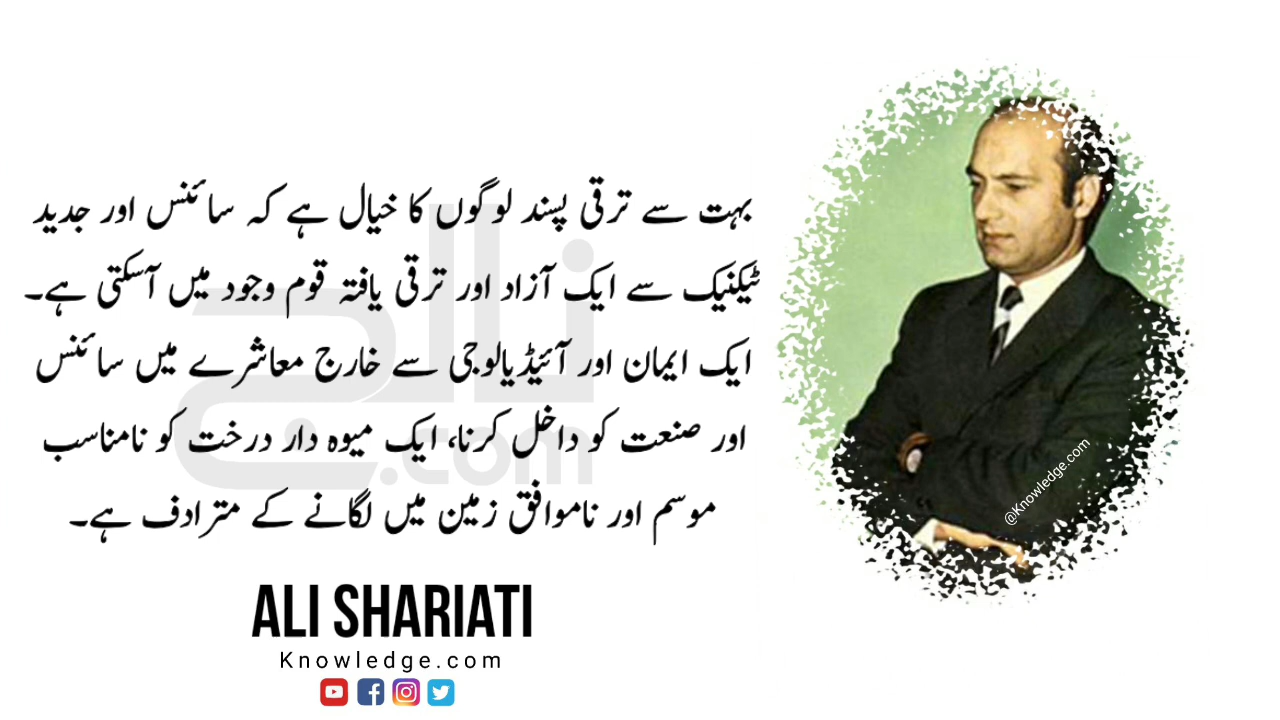 بہت سے ترقی پسند لوگوں کا خیال ہے کہ سائنس اور جدید
ٹیکنیک سے ایک آزاد اور ترقی یافتہ قوم وجود میں آسکتی ہے۔
ایک ایمان اور آئیڈیالوجی سے خارج معاشرے میں سائنس
اور صنعت کو داخل کرنا، ایک میوہ دار درخت کو نامناسب
موسم اور ناموافق زمین میں لگانے کے مترادف ہے۔
نالج
.com
ALI SHARIATI
Knowledge.com
@Knowledge.com